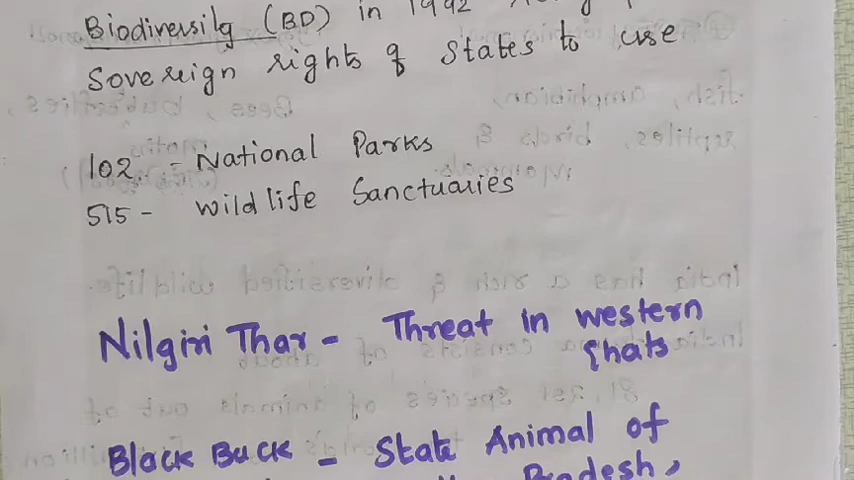 Biodiversity (BD) in 1992
Sovereign rights of States to use
102 - National Parks
515 - wildlife Sanctuaries
Nilgiri Thar - Threat in western
ghats
Black Buck - State Animal of
Pradesh,